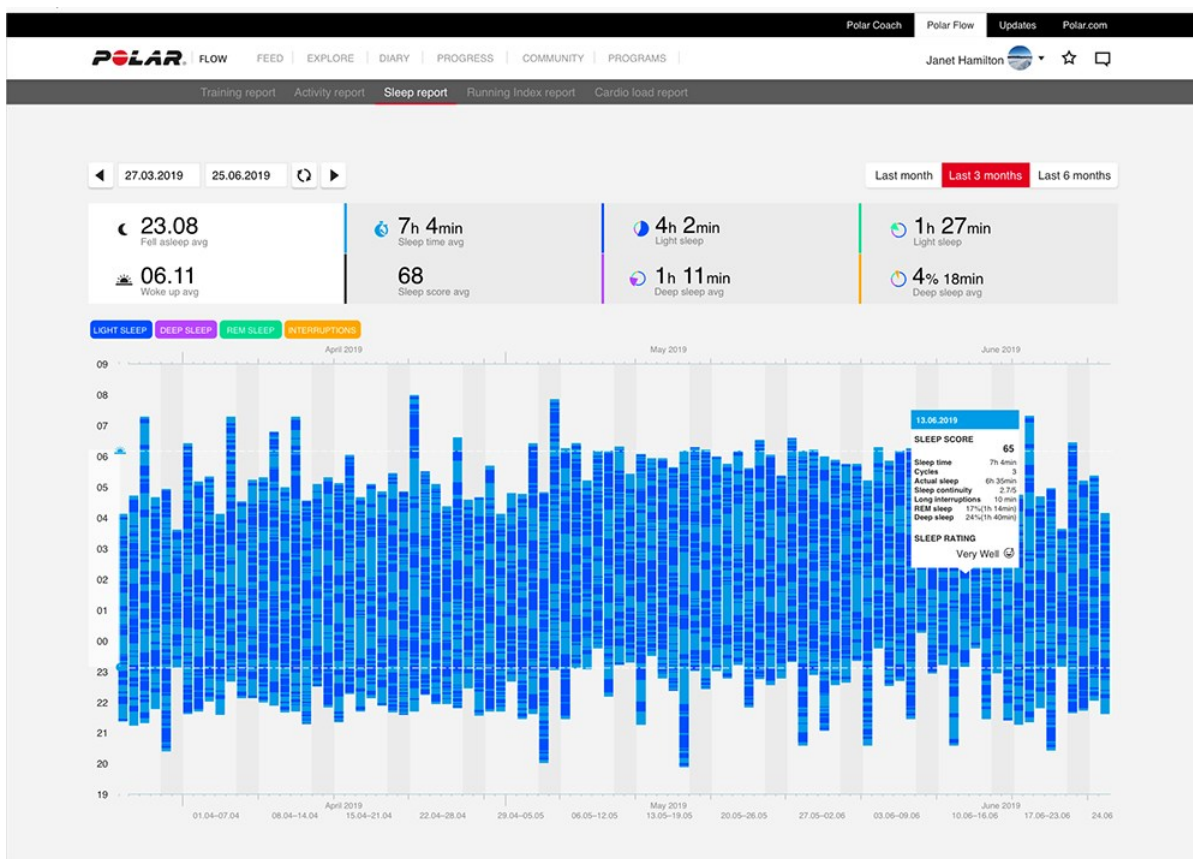 Polar Coach Polar Flow Updates Polar.com
POLAR. FLOW FEED EXPLORE DIARY PROGRESS COMMUNITY PROGRAMS Janet Hamilton
Training report Activity report Sleep report Running Index report Cardio load report
27.03.2019 25.06.2019 Last month Last 3 months Last 6 months
23.08 7h 4min 4h 2min 1h 27min
Fell asleep avg Sleep time avg Light sleep Light sleep
06.11 68 1h 11min 4% 18min
Woke up avg Sleep score avg Deep sleep avg Deep sleep avg
LIGHT SLEEP DEEP SLEEP REM SLEEP INTERRUPTIONS
April 2019 May 2019 June 2019
09
08
07
06
05
04
03
02
01
00
23
22
21
20
19
13.06.2019
SLEEP SCORE
65
Sleep time 7h 4min
Cycles 3
Actual sleep 6h 35min
Sleep continuity 2.7/5
Long interruptions 10 min
REM sleep 17%(1h 14min)
Deep sleep 24%(1h 40min)
SLEEP RATING
Very Well
April 2019 May 2019 June 2019
01.04–07.04 08.04–14.04 15.04–21.04 22.04–28.04 29.04–05.05 06.05–12.05 13.05–19.05 20.05–26.05 27.05–02.06 03.06–09.06 10.06–16.06 17.06–23.06 24.06